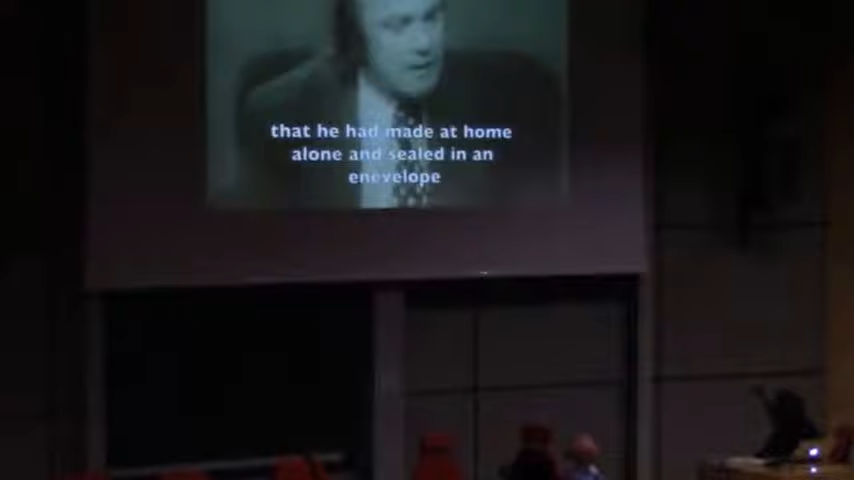 that he had made at home
alone and sealed in an
enevelope